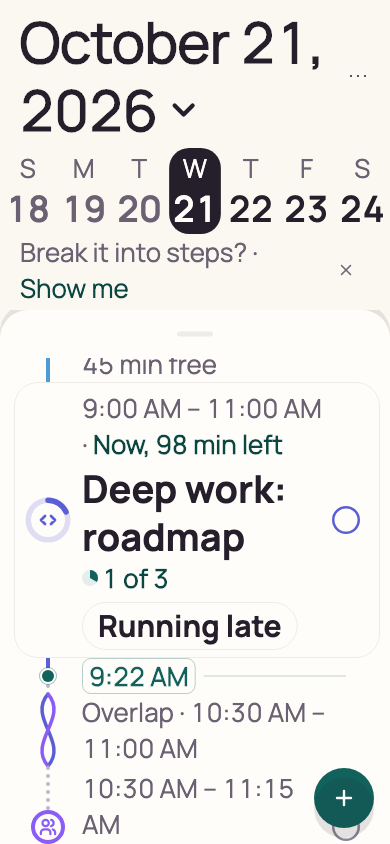 October 21,
2026
...
S M T W T F S
18 19 20 21 22 23 24
Break it into steps? ·
Show me
45 min free
9:00 AM – 11:00 AM
· Now, 98 min left
Deep work:
roadmap
1 of 3
Running late
9:22 AM
Overlap · 10:30 AM –
11:00 AM
10:30 AM – 11:15
AM